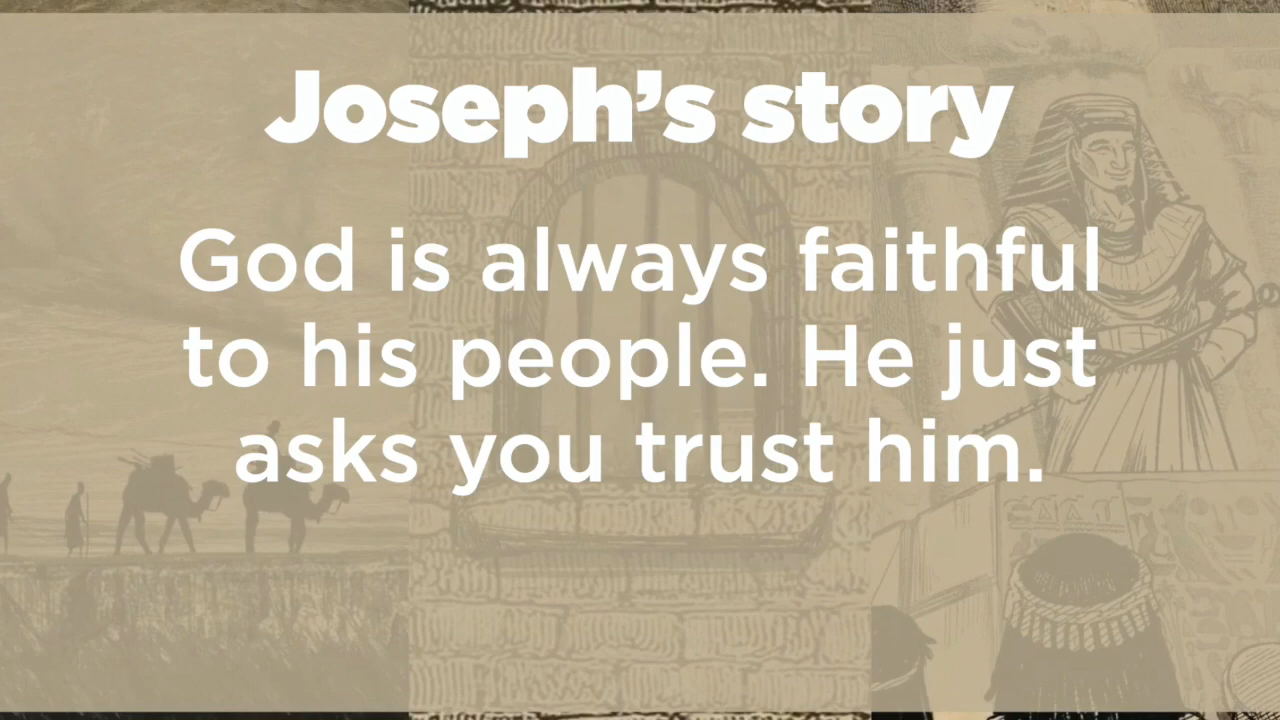 Joseph’s story
God is always faithful
to his people. He just
asks you trust him.